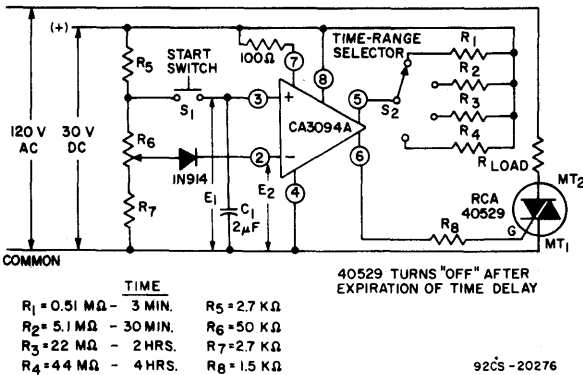 (+)
R5
START
SWITCH
S1
100Ω
7
8
TIME-RANGE
SELECTOR
R1
R2
R3
R4
3
+
CA3094A
5
S2
120 V
AC
30 V
DC
R6
1N914
2
−
6
4
E1
E2
C1
2μF
R7
R8
R LOAD
MT2
RCA
40529
G
MT1
COMMON
40529 TURNS "OFF" AFTER
EXPIRATION OF TIME DELAY
TIME
R1 = 0.51 MΩ - 3 MIN. R5 = 2.7 KΩ
R2 = 5.1 MΩ - 30 MIN. R6 = 50 KΩ
R3 = 22 MΩ - 2 HRS. R7 = 2.7 KΩ
R4 = 44 MΩ - 4 HRS. R8 = 1.5 KΩ
92CS-20276